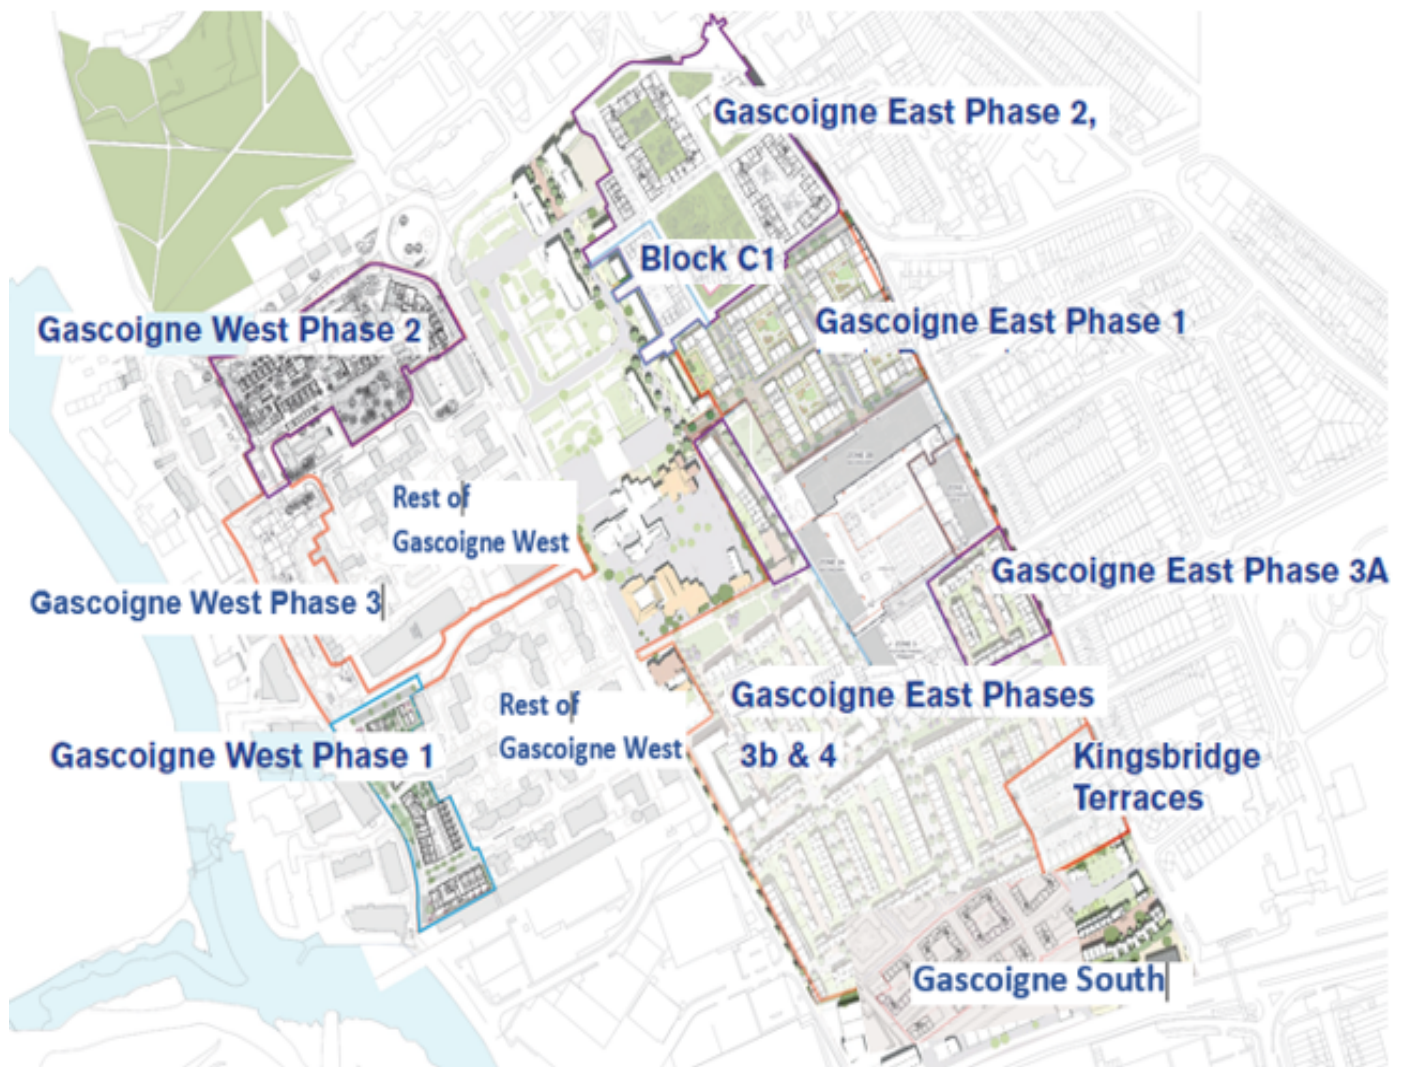 Gascoigne East Phase 2,
Block C1
Gascoigne West Phase 2
Gascoigne East Phase 1
Rest of
Gascoigne West
Gascoigne East Phase 3A
Gascoigne West Phase 3
Rest of
Gascoigne West
Gascoigne East Phases
3b & 4
Gascoigne West Phase 1
Kingsbridge
Terraces
Gascoigne South